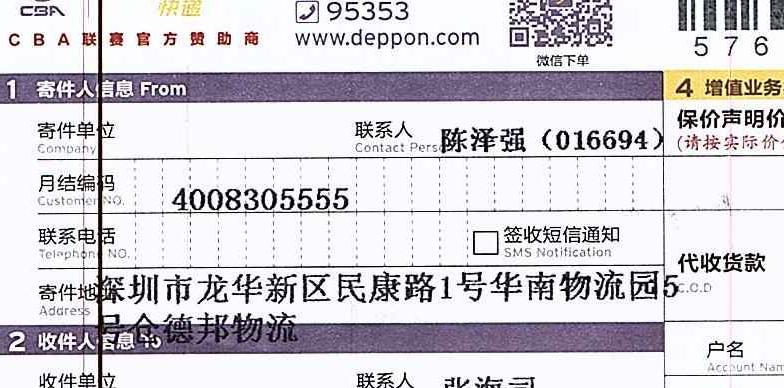 CBA 快通 95353
CBA联赛官方赞助商 www.deppon.com
微信下单
576
1 寄件人信息 From
4 增值业务
寄件单位
Company
联系人
Contact Pers
陈泽强（016694）
保价声明价
(请按实际价
月结编码
Customer NO.
4008305555
联系电话
Telephone NO.
签收短信通知
SMS Notification
代收货款
C.O.D
寄件地
Address
深圳市龙华新区民康路1号华南物流园5
号仓德邦物流
2 收件人信息 To
户名
Account Nam
收件单位
联系人